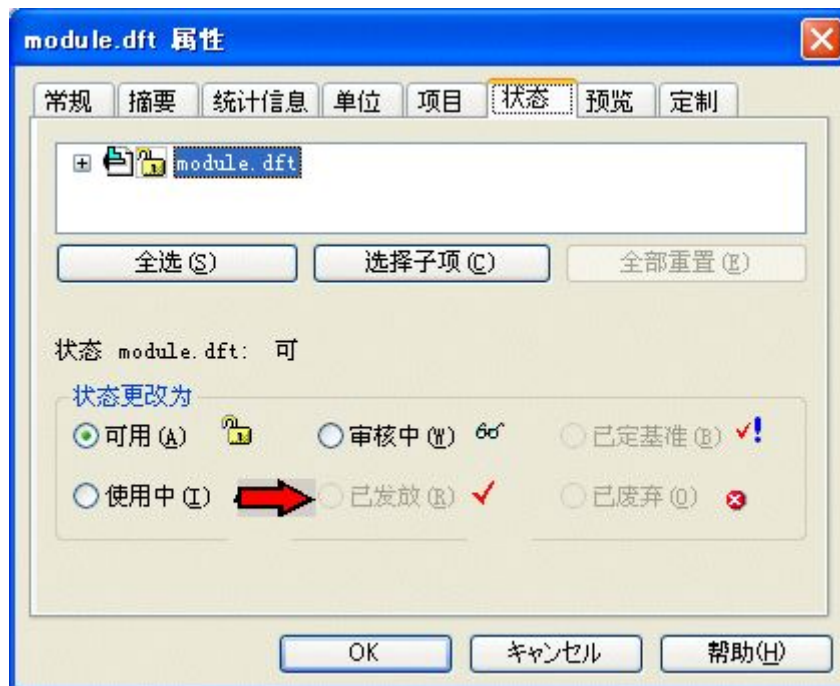 module.dft 属性
常规 摘要 统计信息 单位 项目 状态 预览 定制
module.dft
全选(S) 选择子项(C) 全部重置(E)
状态 module.dft: 可
状态更改为
可用(A) 审核中(W) 已定基准(B)
使用中(I) 已发放(R) 已废弃(O)
OK キャンセル 帮助(H)